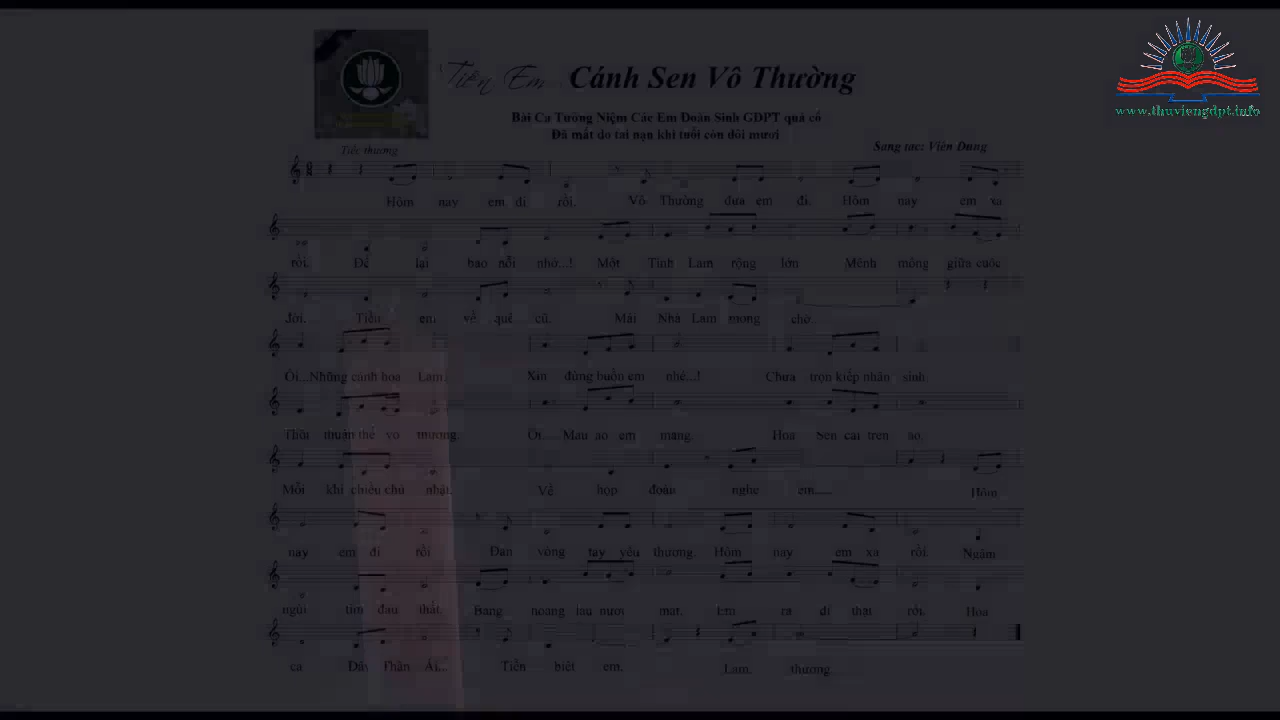 Tiễn Em... Cánh Sen Vô Thường
www.thuviengdpt.info
Bài Ca Tưởng Niệm Các Em Đoàn Sinh GĐPT quá cố
Đã mất do tai nạn khi tuổi còn đôi mươi
Tiếc thương
Sáng tác: Viên Dung
Hôm nay em đi rồi. Vô Thường đưa em đi. Hôm nay em xa
rồi. Để lại bao nỗi nhớ...! Một Tình Lam rộng lớn Mênh mông giữa cuộc
đời. Tiễn em về quê cũ. Mái Nhà Lam mong chờ.
Ôi...Những cánh hoa Lam. Xin đừng buồn em nhé...! Chưa trọn kiếp nhân sinh.
Thôi thuận thế vô thường. Ôi.... Màu áo em mang. Hoa Sen cài trên áo.
Mỗi khi chiều chủ nhật. Về họp đoàn nghe em..... Hôm
nay em đi rồi Đan vòng tay yêu thương. Hôm nay em xa rồi. Ngậm
ngùi tim đau thắt. Bàng hoàng lau nước mắt. Em ra đi thật rồi. Hoà
ca Dây Thân Ái... Tiễn biệt em. Lam thương.